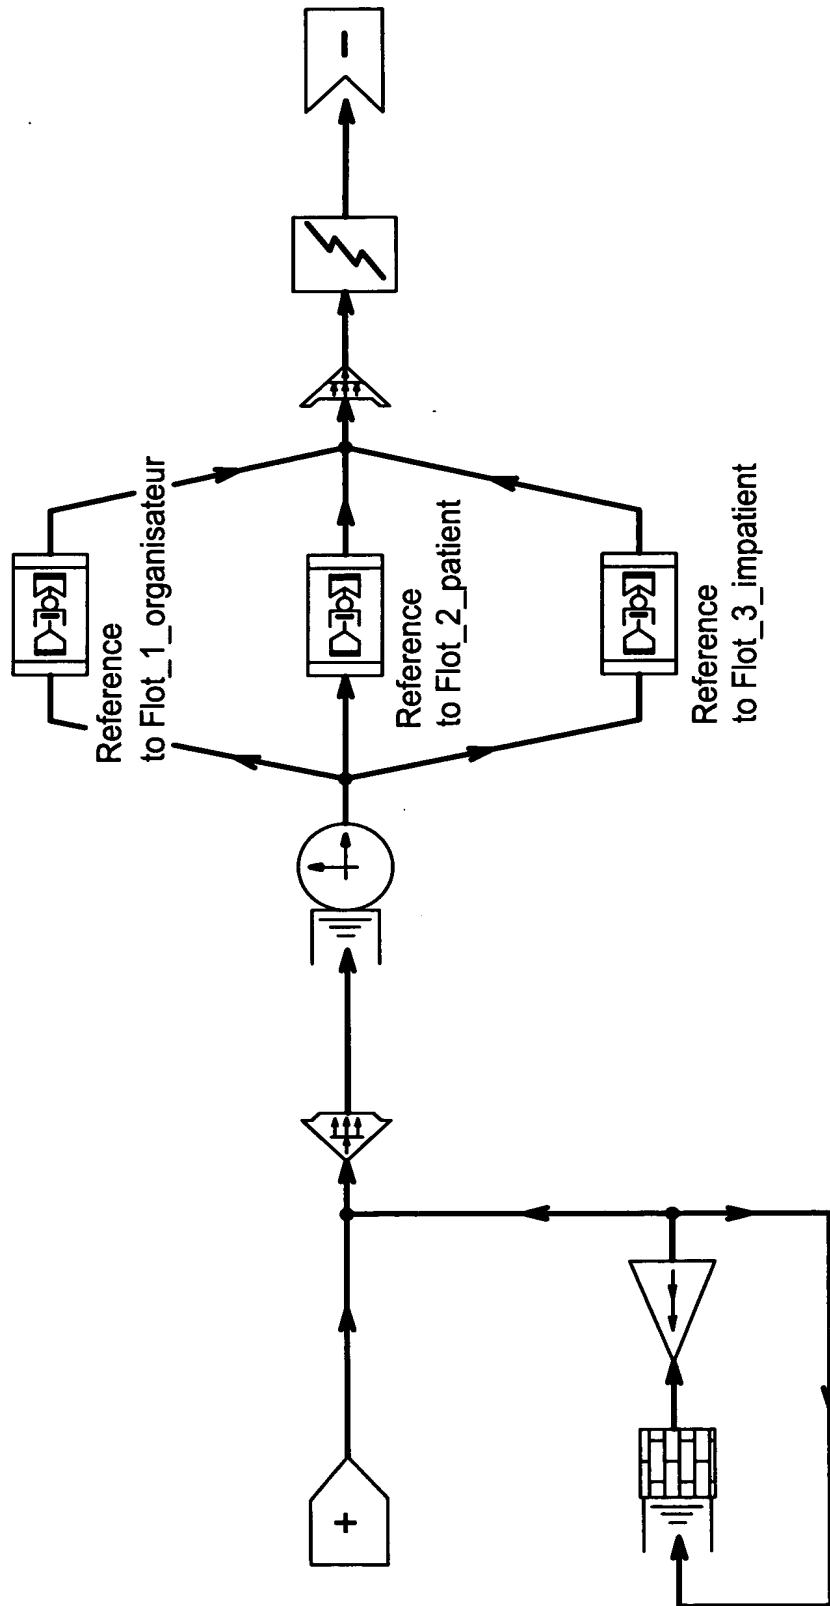 Reference
to Flot_1_organisateur
Reference
to Flot_2_patient
Reference
to Flot_3_impatient
+
−